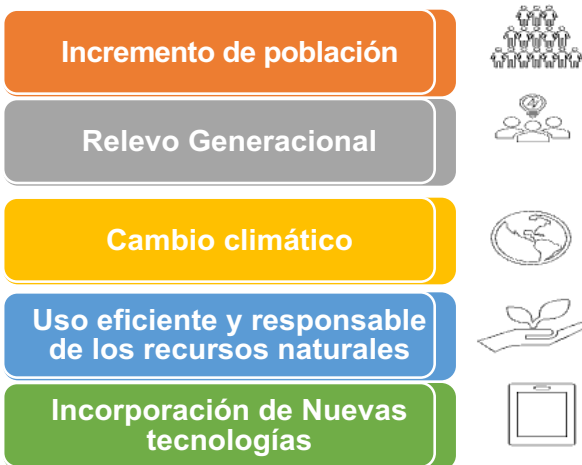 Incremento de población
Relevo Generacional
Cambio climático
Uso eficiente y responsable
de los recursos naturales
Incorporación de Nuevas
tecnologías